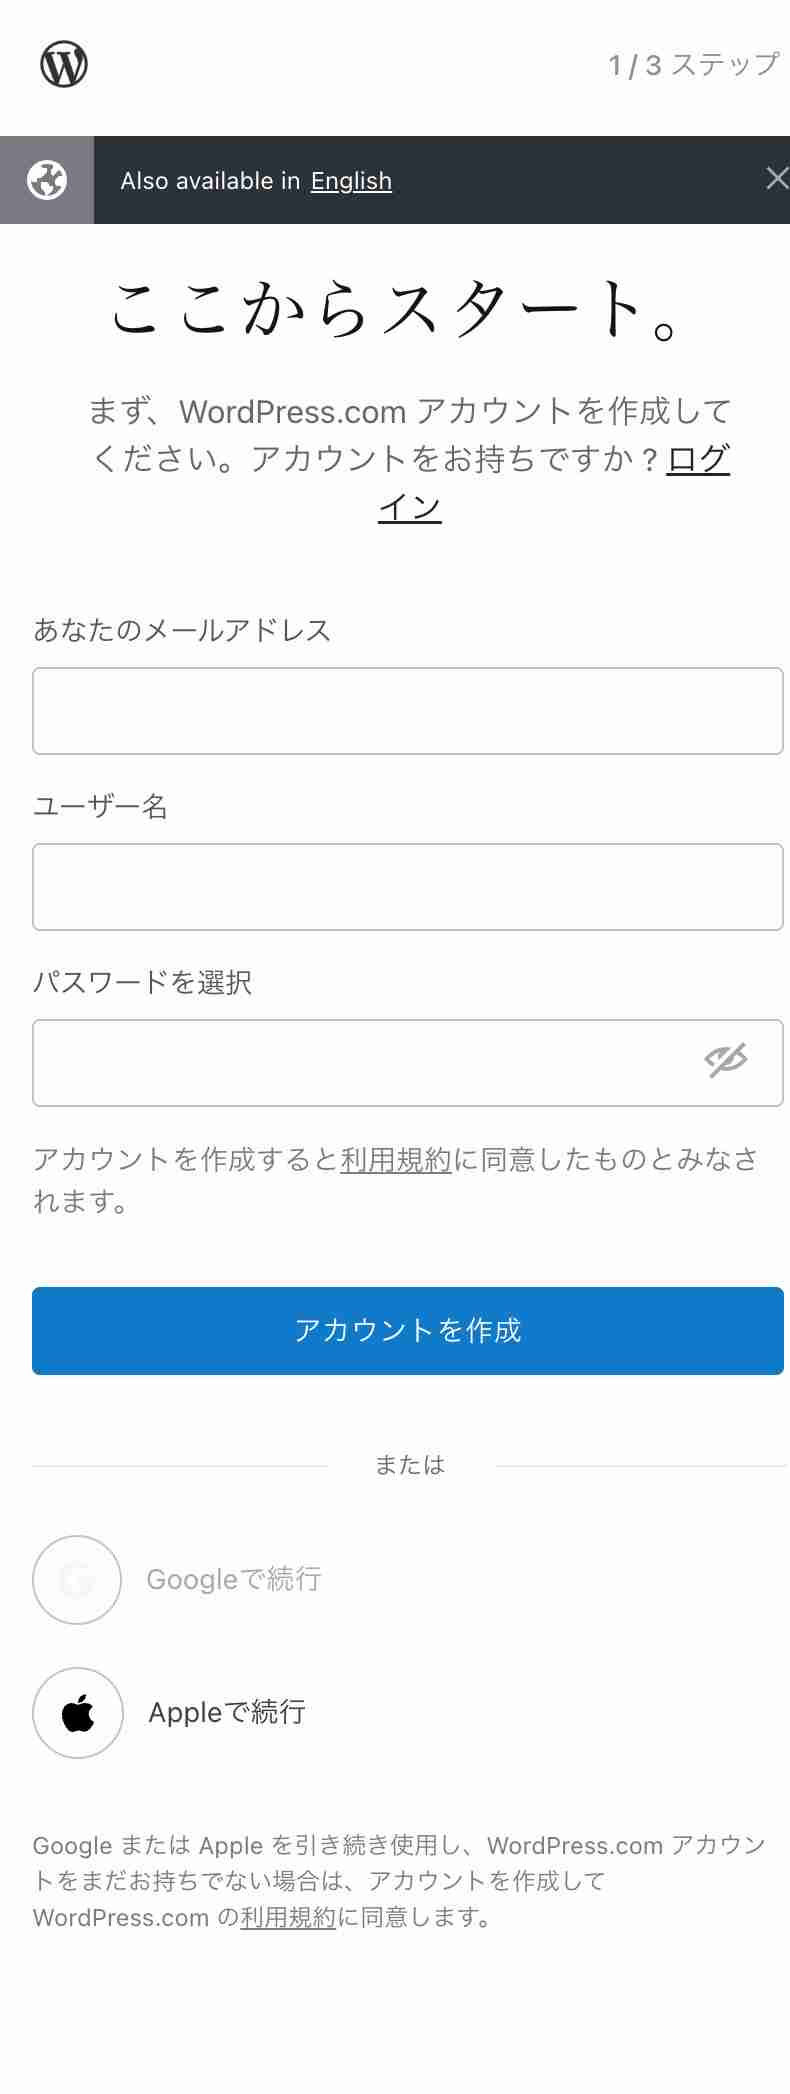 1 / 3 ステップ
Also available in English
ここからスタート。
まず、WordPress.com アカウントを作成して
ください。アカウントをお持ちですか ? ログ
イン
あなたのメールアドレス
ユーザー名
パスワードを選択
アカウントを作成すると利用規約に同意したものとみなさ
れます。
アカウントを作成
または
Googleで続行
Appleで続行
Google または Apple を引き続き使用し、WordPress.com アカウン
トをまだお持ちでない場合は、アカウントを作成して
WordPress.com の利用規約に同意します。